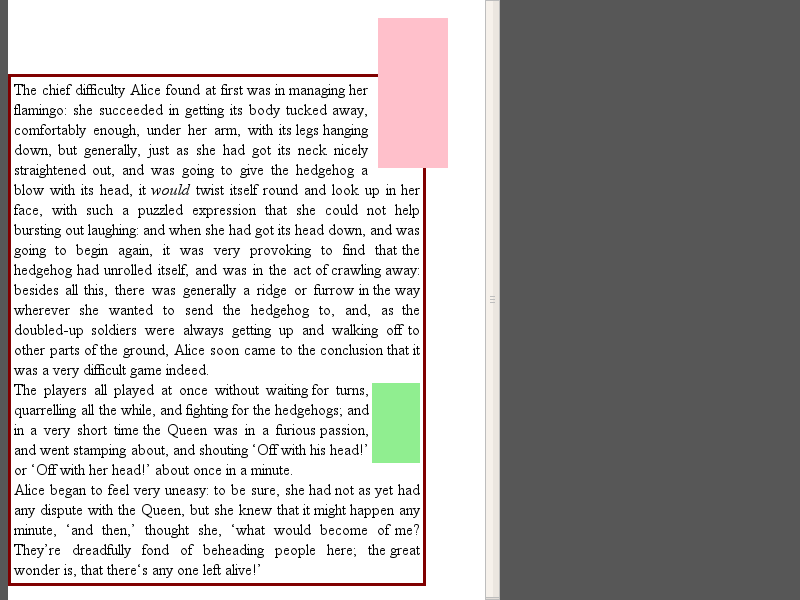 The chief difficulty Alice found at first was in managing her
flamingo: she succeeded in getting its body tucked away,
comfortably enough, under her arm, with its legs hanging
down, but generally, just as she had got its neck nicely
straightened out, and was going to give the hedgehog a
blow with its head, it would twist itself round and look up in her
face, with such a puzzled expression that she could not help
bursting out laughing: and when she had got its head down, and was
going to begin again, it was very provoking to find that the
hedgehog had unrolled itself, and was in the act of crawling away:
besides all this, there was generally a ridge or furrow in the way
wherever she wanted to send the hedgehog to, and, as the
doubled-up soldiers were always getting up and walking off to
other parts of the ground, Alice soon came to the conclusion that it
was a very difficult game indeed.
The players all played at once without waiting for turns,
quarrelling all the while, and fighting for the hedgehogs; and
in a very short time the Queen was in a furious passion,
and went stamping about, and shouting ‘Off with his head!’
or ‘Off with her head!’ about once in a minute.
Alice began to feel very uneasy: to be sure, she had not as yet had
any dispute with the Queen, but she knew that it might happen any
minute, ‘and then,’ thought she, ‘what would become of me?
They’re dreadfully fond of beheading people here; the great
wonder is, that there‘s any one left alive!’